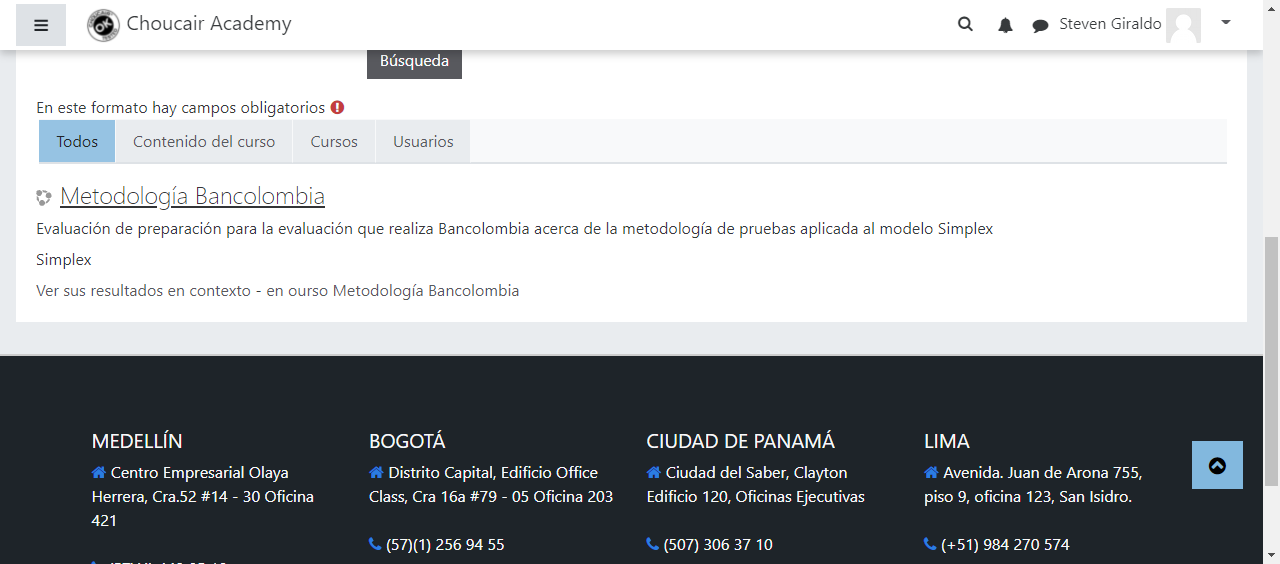 Choucair Academy
Steven Giraldo
Búsqueda
En este formato hay campos obligatorios
Todos
Contenido del curso
Cursos
Usuarios
Metodología Bancolombia
Evaluación de preparación para la evaluación que realiza Bancolombia acerca de la metodología de pruebas aplicada al modelo Simplex
Simplex
Ver sus resultados en contexto - en ourso Metodología Bancolombia
MEDELLÍN
Centro Empresarial Olaya
Herrera, Cra.52 #14 - 30 Oficina
421
BOGOTÁ
Distrito Capital, Edificio Office
Class, Cra 16a #79 - 05 Oficina 203
(57)(1) 256 94 55
CIUDAD DE PANAMÁ
Ciudad del Saber, Clayton
Edificio 120, Oficinas Ejecutivas
(507) 306 37 10
LIMA
Avenida. Juan de Arona 755,
piso 9, oficina 123, San Isidro.
(+51) 984 270 574